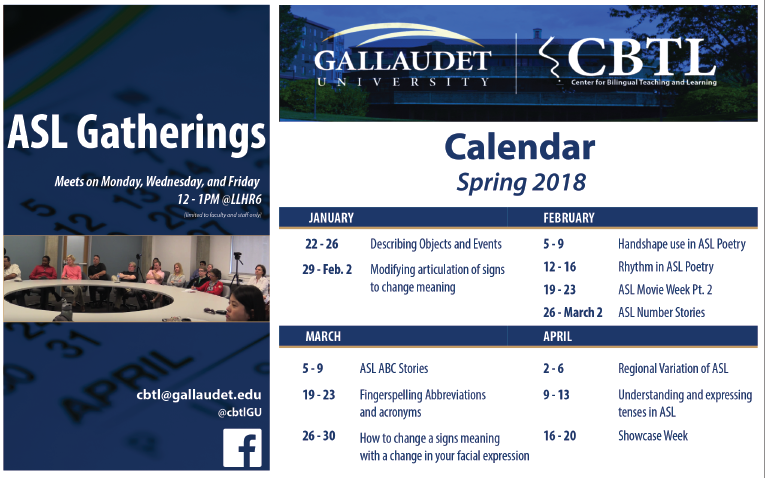 ASL Gatherings
Meets on Monday, Wednesday, and Friday
12 - 1PM @LLHR6
(limited to faculty and staff only)
APRIL
cbtl@gallaudet.edu
@cbtlGU
GALLAUDET
UNIVERSITY
CBTL
Center for Bilingual Teaching and Learning
Calendar
Spring 2018
JANUARY
22 - 26 Describing Objects and Events
29 - Feb. 2 Modifying articulation of signs
to change meaning
FEBRUARY
5 - 9 Handshape use in ASL Poetry
12 - 16 Rhythm in ASL Poetry
19 - 23 ASL Movie Week Pt. 2
26 - March 2 ASL Number Stories
MARCH
5 - 9 ASL ABC Stories
19 - 23 Fingerspelling Abbreviations
and acronyms
26 - 30 How to change a signs meaning
with a change in your facial expression
APRIL
2 - 6 Regional Variation of ASL
9 - 13 Understanding and expressing
tenses in ASL
16 - 20 Showcase Week